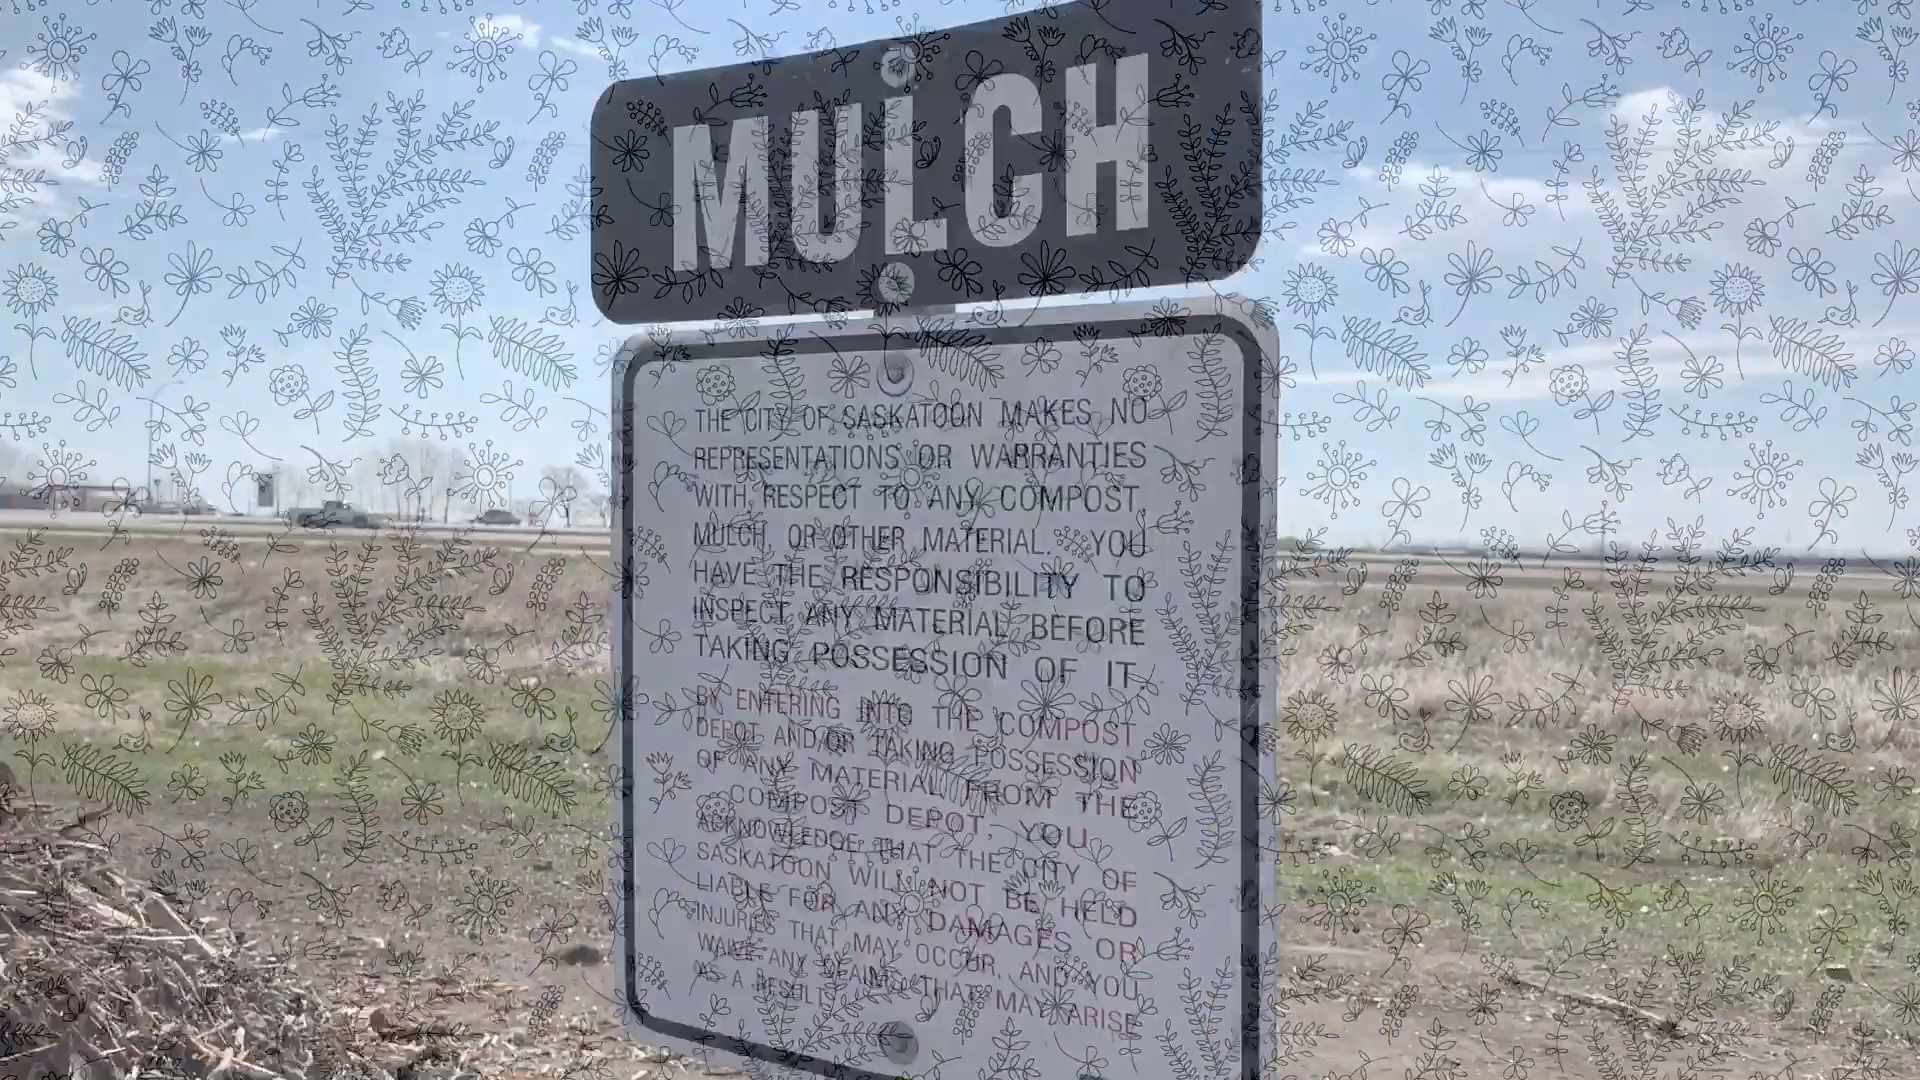 MULCH
THE CITY OF SASKATOON MAKES NO
REPRESENTATIONS OR WARRANTIES
WITH RESPECT TO ANY COMPOST,
MULCH, OR OTHER MATERIAL. YOU
HAVE THE RESPONSIBILITY TO
INSPECT ANY MATERIAL BEFORE
TAKING POSSESSION OF IT.
BY ENTERING INTO THE COMPOST
DEPOT AND/OR TAKING POSSESSION
OF ANY MATERIAL FROM THE
COMPOST DEPOT, YOU
ACKNOWLEDGE THAT THE CITY OF
SASKATOON WILL NOT BE HELD
LIABLE FOR ANY DAMAGES OR
INJURIES THAT MAY OCCUR, AND YOU
WAIVE ANY CLAIMS THAT MAY ARISE
AS A RESULT.